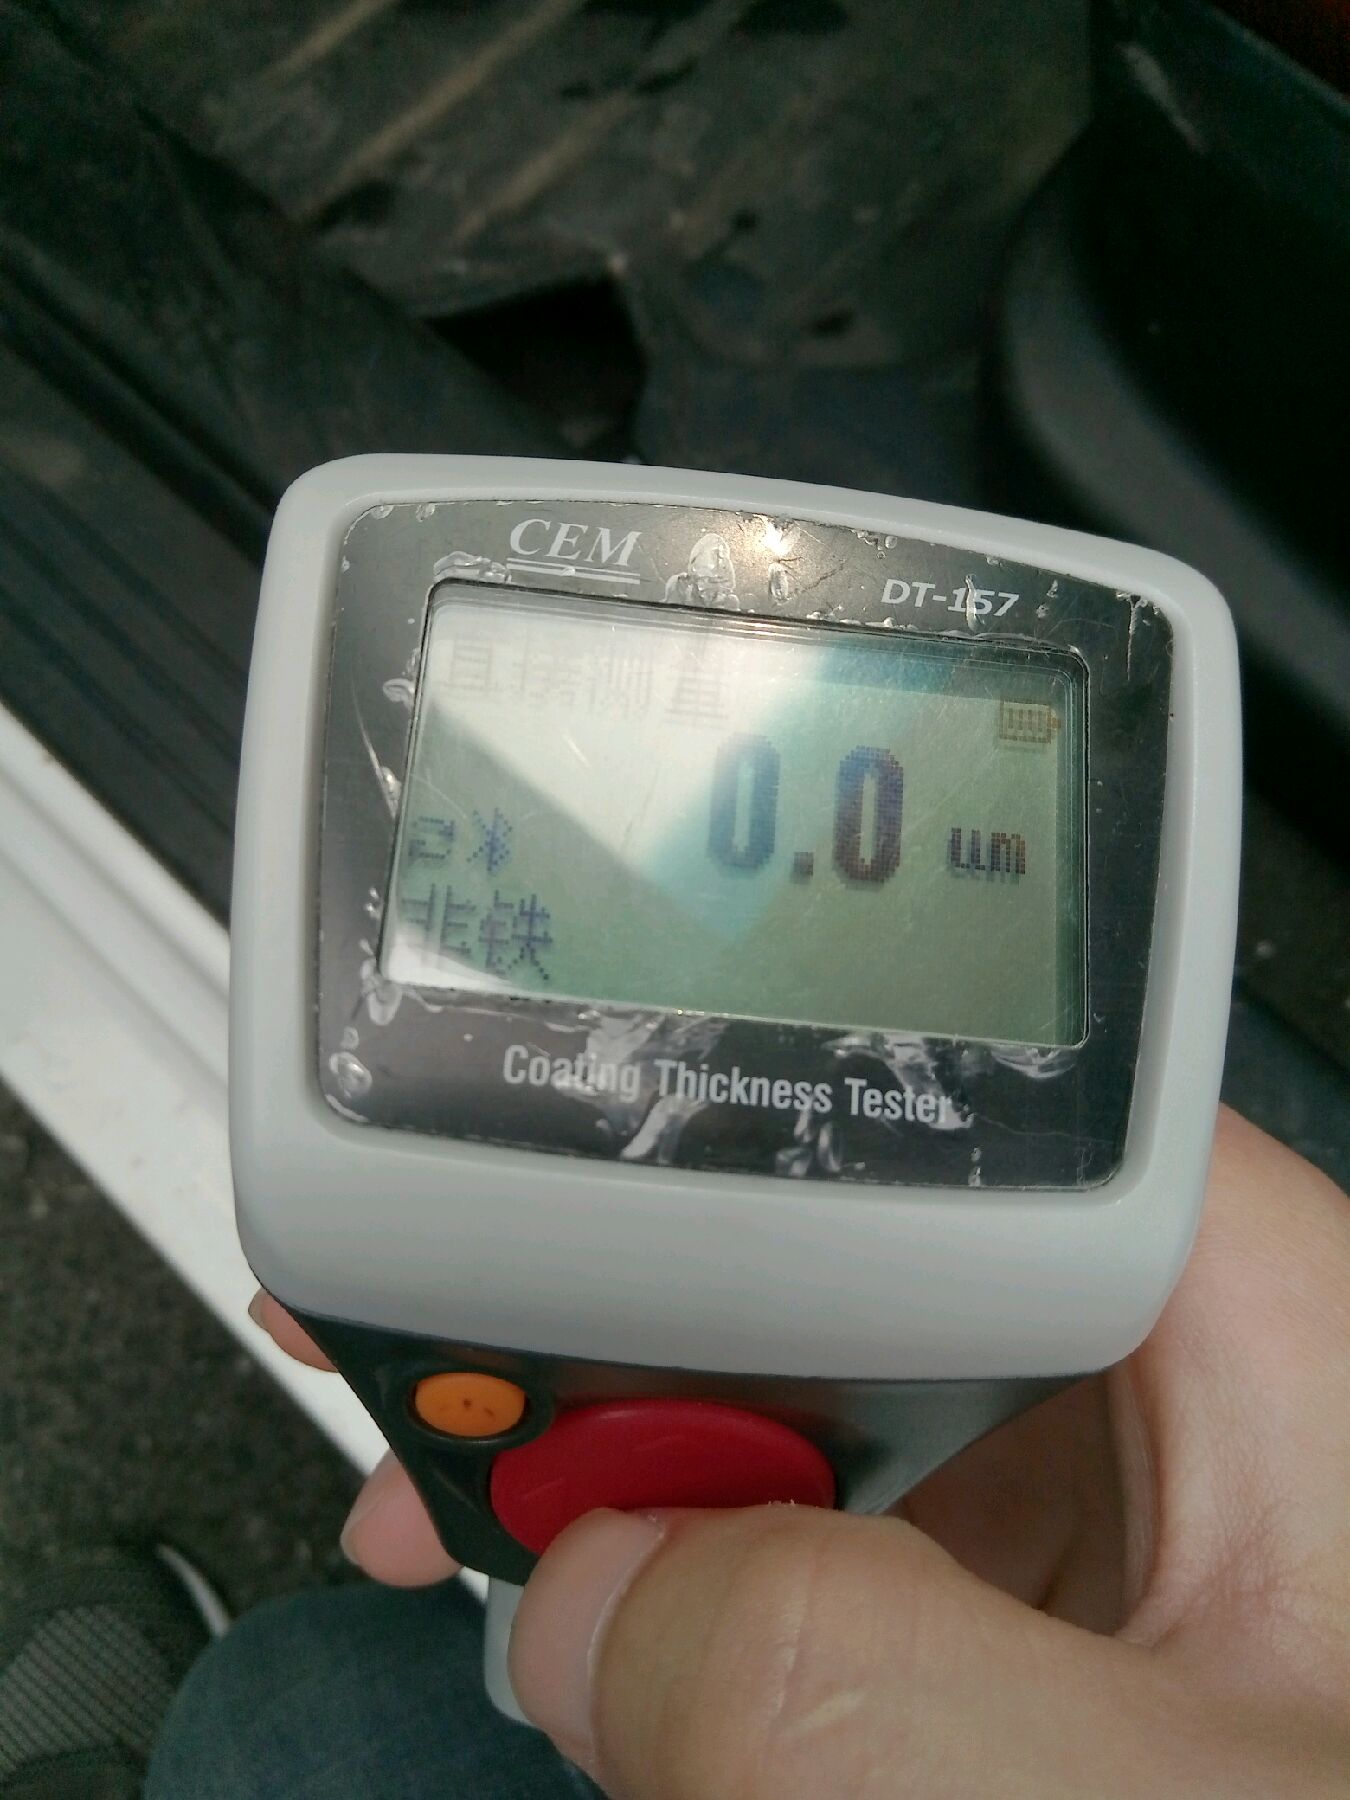 CEM
DT-157
直接测量
0.0 um
非铁
Coating Thickness Tester